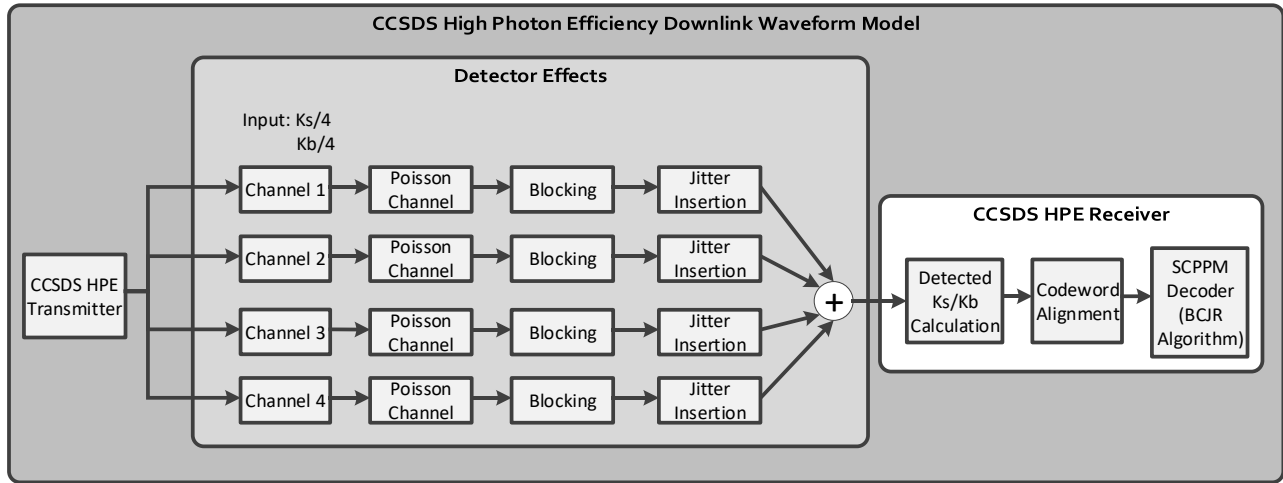 CCSDS High Photon Efficiency Downlink Waveform Model
Detector Effects
Input: Ks/4
Kb/4
CCSDS HPE
Transmitter
Channel 1
Poisson
Channel
Blocking
Jitter
Insertion
Channel 2
Poisson
Channel
Blocking
Jitter
Insertion
Channel 3
Poisson
Channel
Blocking
Jitter
Insertion
Channel 4
Poisson
Channel
Blocking
Jitter
Insertion
+
CCSDS HPE Receiver
Detected
Ks/Kb
Calculation
Codeword
Alignment
SCPPM
Decoder
(BCJR
Algorithm)